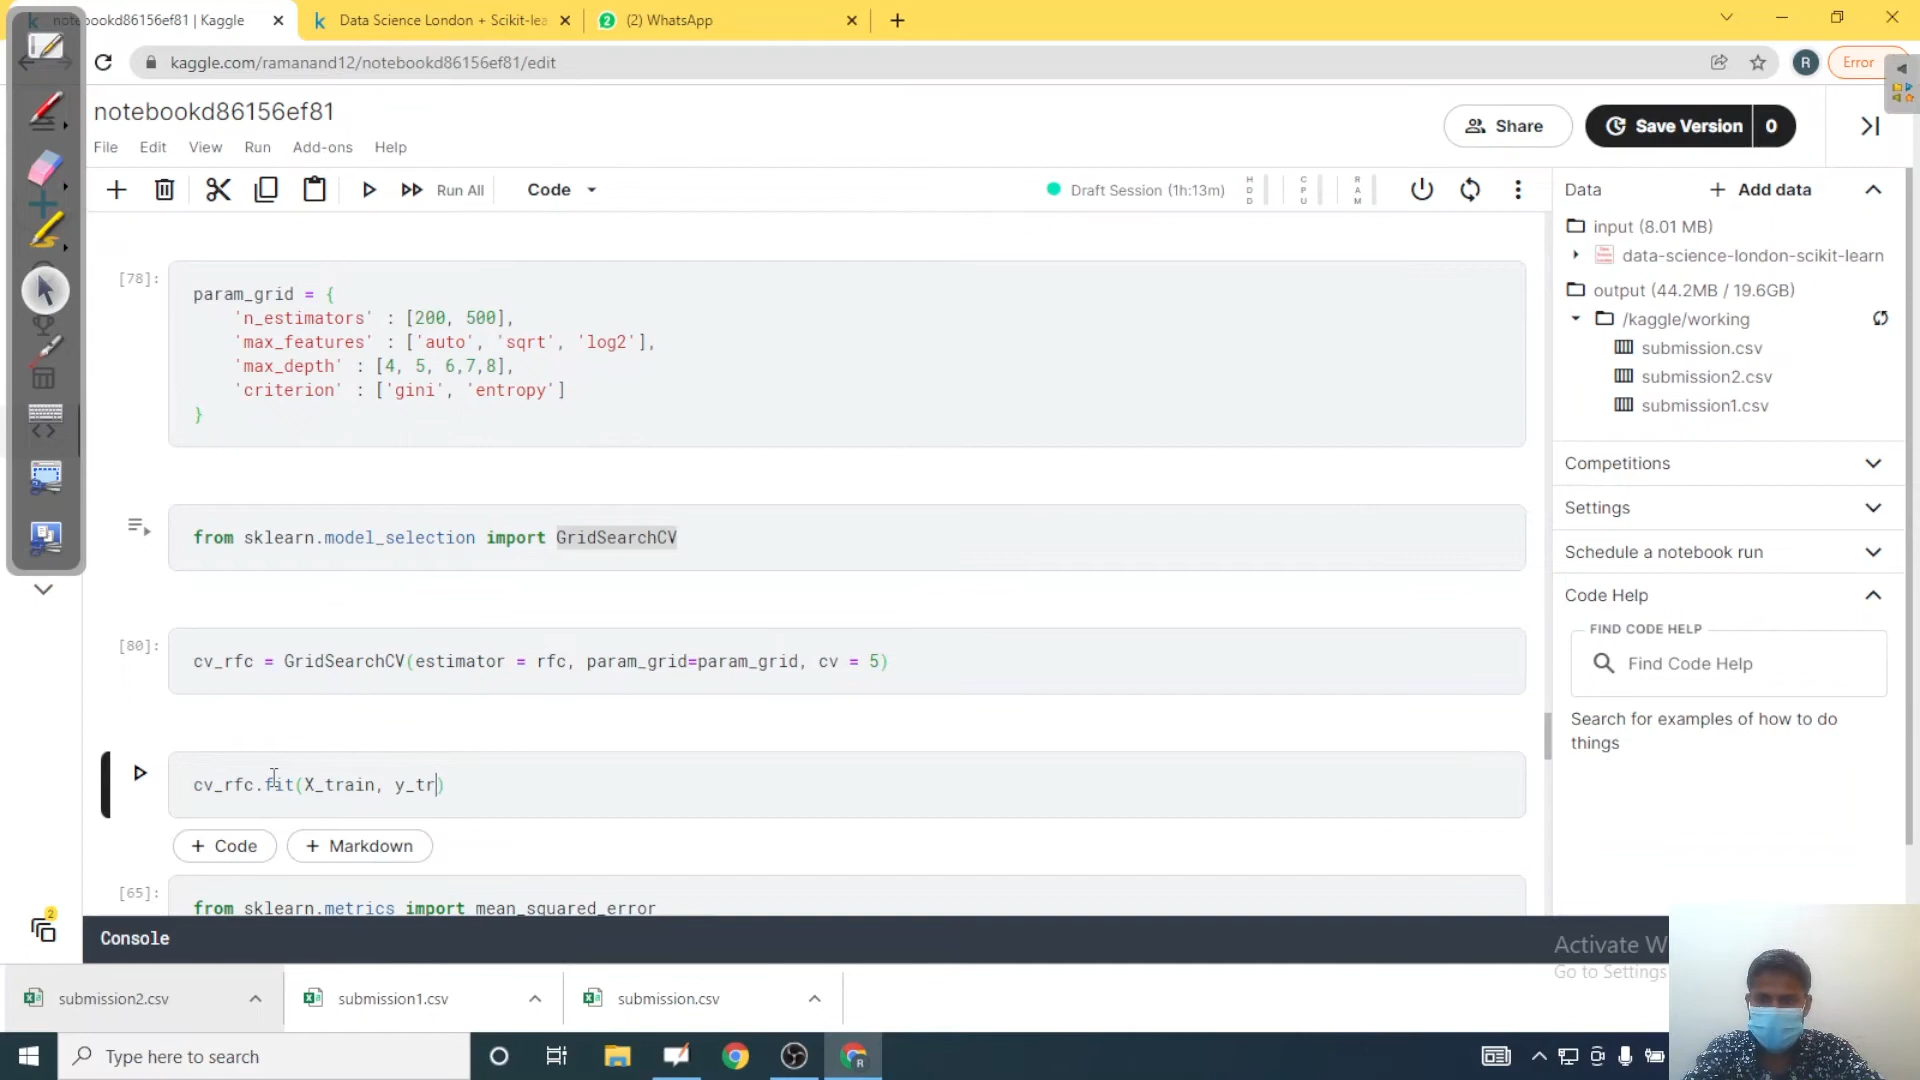 notebookd86156ef81 | Kaggle
Data Science London + Scikit-lea
(2) WhatsApp
kaggle.com/ramanand12/notebookd86156ef81/edit
R
Error
notebookd86156ef81
File Edit View Run Add-ons Help
Share
Save Version 0
Run All
Code
Draft Session (1h:13m)
HDD
CPU
RAM
Data
Add data
input (8.01 MB)
data-science-london-scikit-learn
output (44.2MB / 19.6GB)
/kaggle/working
submission.csv
submission2.csv
submission1.csv
Competitions
Settings
Schedule a notebook run
Code Help
FIND CODE HELP
Find Code Help
Search for examples of how to do
things
[78]:
param_grid = {
'n_estimators' : [200, 500],
'max_features' : ['auto', 'sqrt', 'log2'],
'max_depth' : [4, 5, 6,7,8],
'criterion' : ['gini', 'entropy']
}
from sklearn.model_selection import GridSearchCV
[80]:
cv_rfc = GridSearchCV(estimator = rfc, param_grid=param_grid, cv = 5)
cv_rfc.fit(X_train, y_tr)
+ Code
+ Markdown
[65]:
from sklearn.metrics import mean_squared_error
2
Console
Activate W
Go to Settings
submission2.csv
submission1.csv
submission.csv
Type here to search